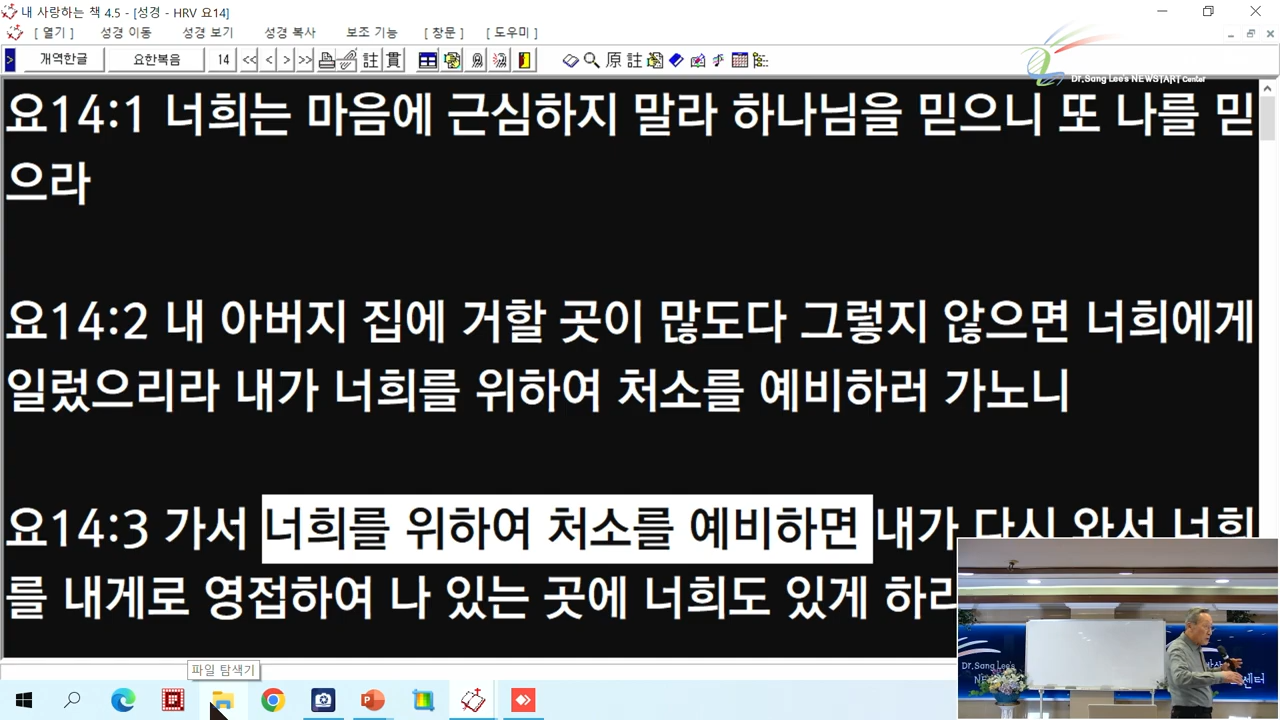 내 사랑하는 책 4.5 - [성경 - HRV 요14]
[ 열기 ] 성경 이동 성경 보기 성경 복사 보조 기능 [ 창문 ] [ 도우미 ]
개역한글 요한복음 14 << < > >> 註 貫 原 註
Dr.Sang Lee's NEWSTART Center
요14:1 너희는 마음에 근심하지 말라 하나님을 믿으니 또 나를 믿
으라
요14:2 내 아버지 집에 거할 곳이 많도다 그렇지 않으면 너희에게
일렀으리라 내가 너희를 위하여 처소를 예비하러 가노니
요14:3 가서 너희를 위하여 처소를 예비하면 내가 다시 와서 너희
를 내게로 영접하여 나 있는 곳에 너희도 있게 하리
파일 탐색기
Dr.Sang Lee's
센터